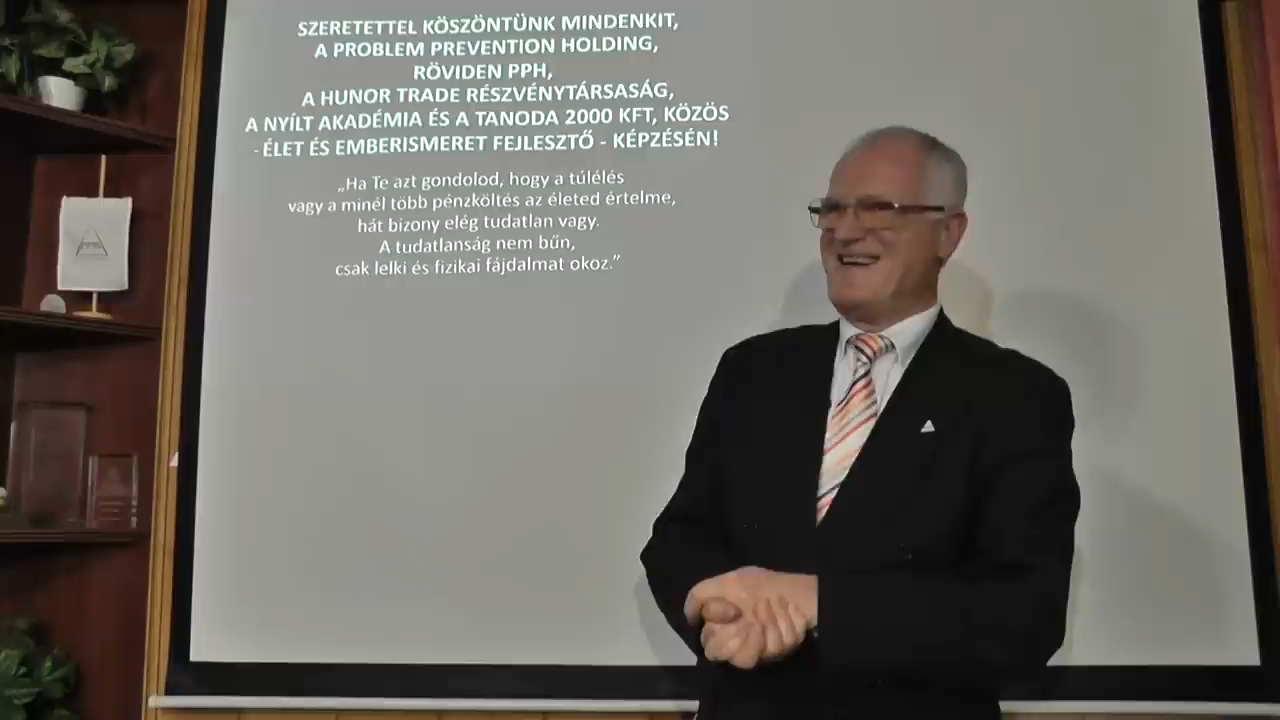 SZERETETTEL KÖSZÖNTÜNK MINDENKIT,
A PROBLEM PREVENTION HOLDING,
RÖVIDEN PPH,
A HUNOR TRADE RÉSZVÉNYTÁRSASÁG,
A NYÍLT AKADÉMIA ÉS A TANODA 2000 KFT, KÖZÖS
- ÉLET ÉS EMBERISMERET FEJLESZTŐ - KÉPZÉSÉN!
„Ha Te azt gondolod, hogy a túlélés
vagy a minél több pénzköltés az életed értelme,
hát bizony elég tudatlan vagy.
A tudatlanság nem bűn,
csak lelki és fizikai fájdalmat okoz.”